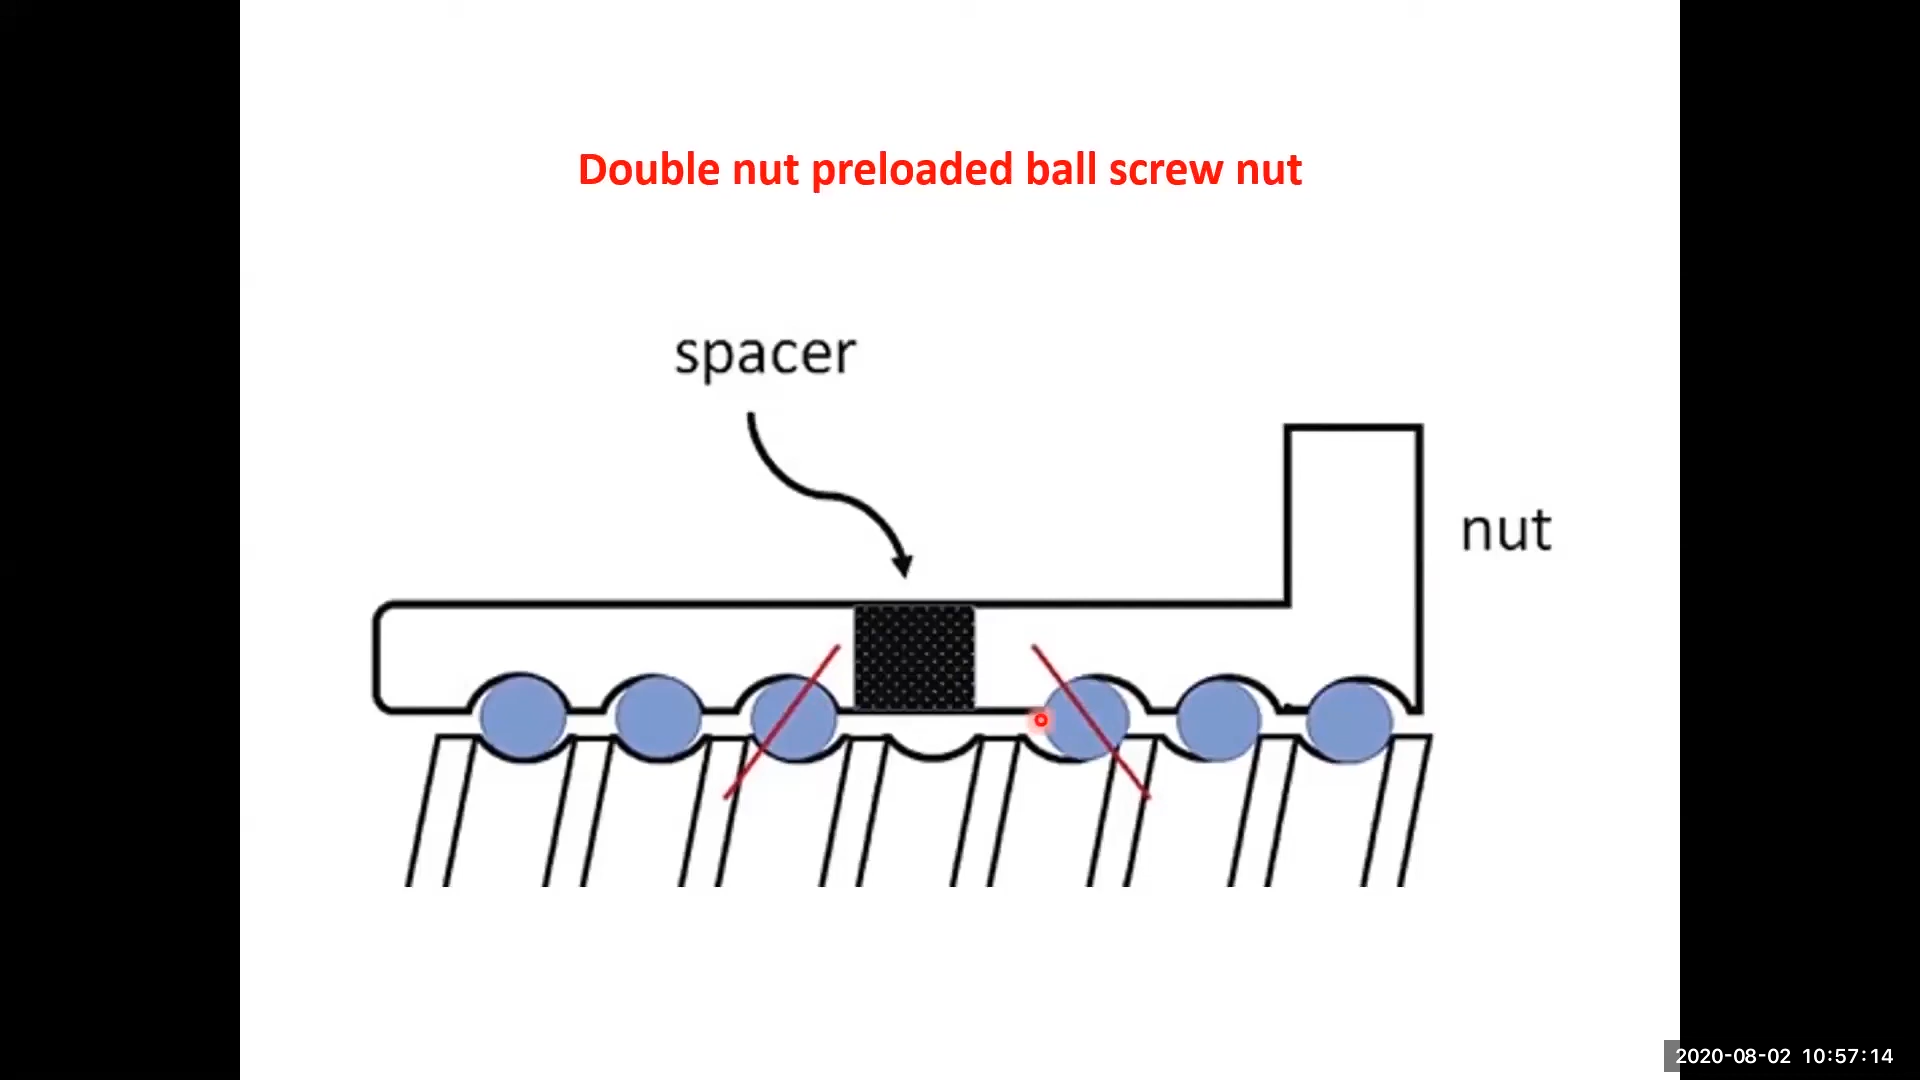 Double nut preloaded ball screw nut
spacer
nut
2020-08-02 10:57:14